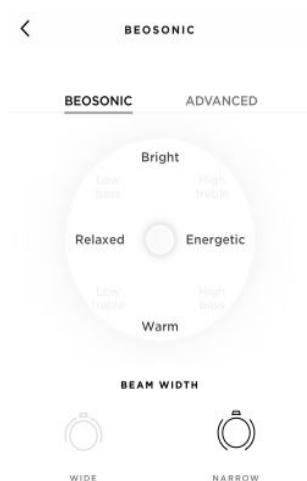 BEOSONIC
BEOSONIC ADVANCED
Bright
Low High
bass treble
Relaxed Energetic
Low High
treble bass
Warm
BEAM WIDTH
WIDE NARROW